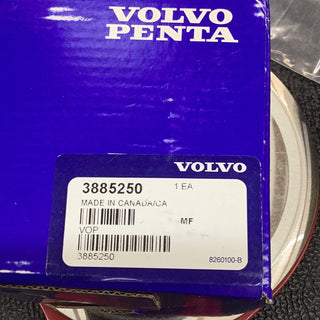 VOLVO
PENTA
VOLVO
3885250 1 EA
MADE IN CANADA/CA
MF
VOP
3885250 8260100-B